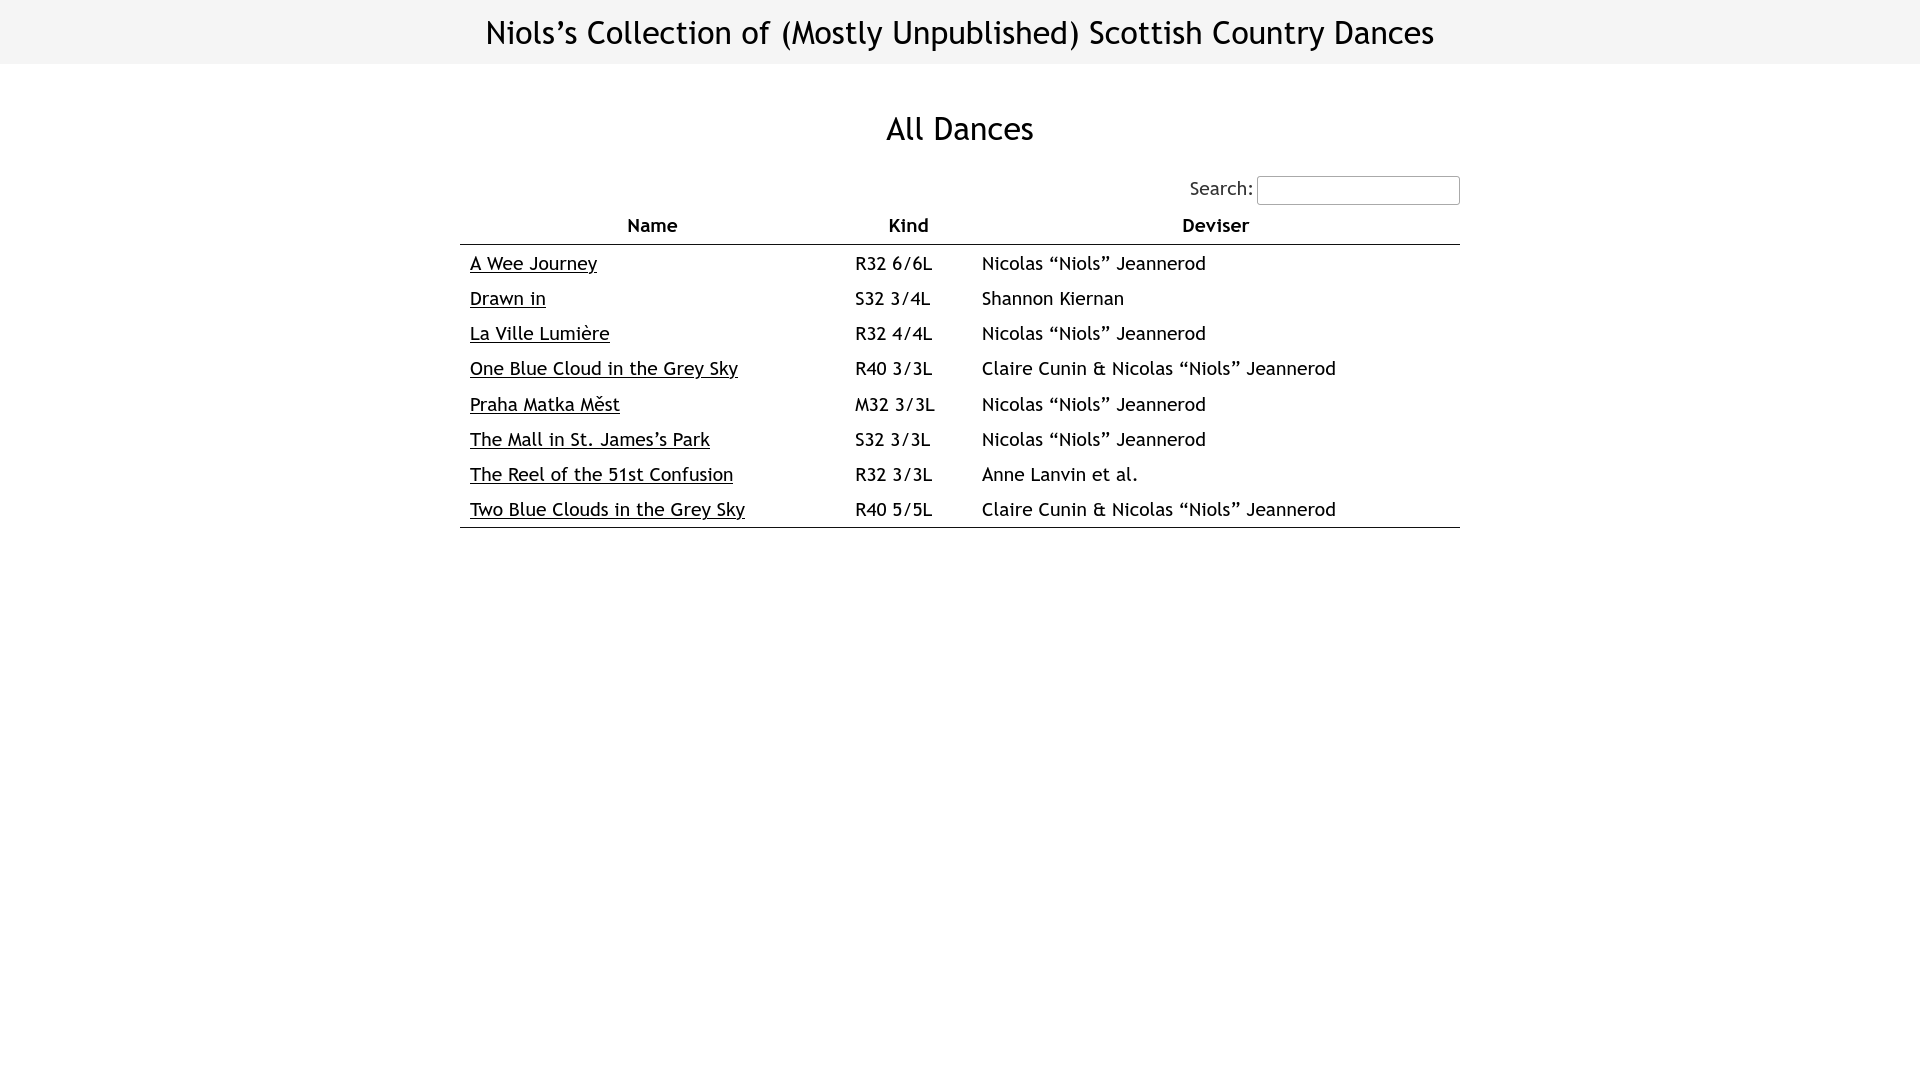 Niols’s Collection of (Mostly Unpublished) Scottish Country Dances
All Dances
Search:
Name Kind Deviser
A Wee Journey R32 6/6L Nicolas “Niols” Jeannerod
Drawn in S32 3/4L Shannon Kiernan
La Ville Lumière R32 4/4L Nicolas “Niols” Jeannerod
One Blue Cloud in the Grey Sky R40 3/3L Claire Cunin & Nicolas “Niols” Jeannerod
Praha Matka Měst M32 3/3L Nicolas “Niols” Jeannerod
The Mall in St. James’s Park S32 3/3L Nicolas “Niols” Jeannerod
The Reel of the 51st Confusion R32 3/3L Anne Lanvin et al.
Two Blue Clouds in the Grey Sky R40 5/5L Claire Cunin & Nicolas “Niols” Jeannerod